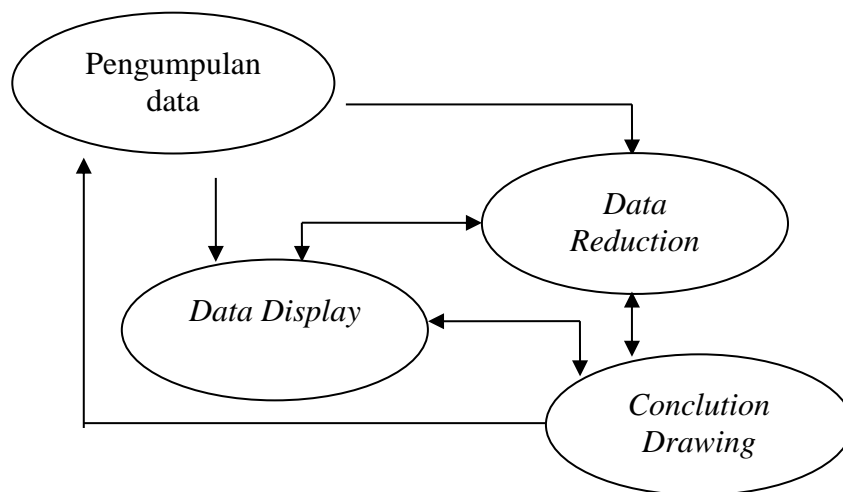 Pengumpulan
data
Data
Reduction
Data Display
Conclution
Drawing